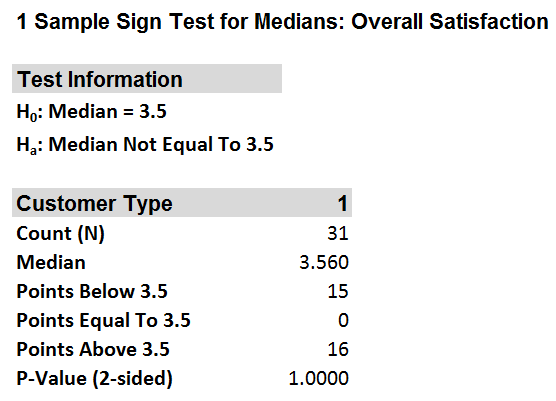 1 Sample Sign Test for Medians: Overall Satisfaction
Test Information
H₀: Median = 3.5
Hₐ: Median Not Equal To 3.5
Customer Type 1
Count (N) 31
Median 3.560
Points Below 3.5 15
Points Equal To 3.5 0
Points Above 3.5 16
P-Value (2-sided) 1.0000